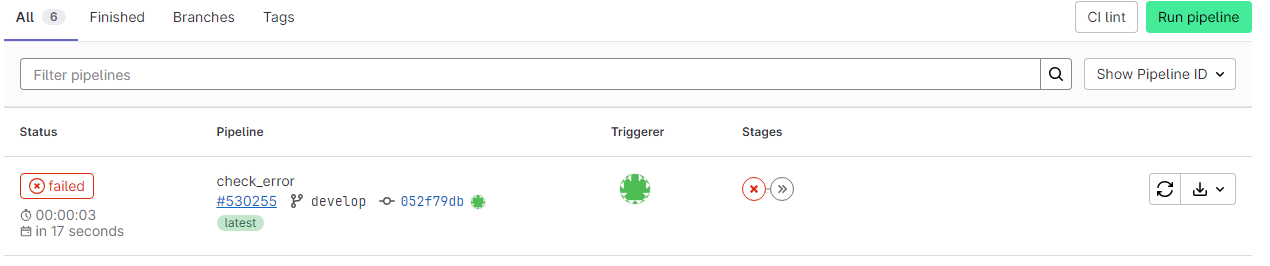 All 6 Finished Branches Tags CI lint Run pipeline
Filter pipelines Show Pipeline ID
Status Pipeline Triggerer Stages
failed
check_error
#530255 develop 052f79db
latest
00:00:03
in 17 seconds